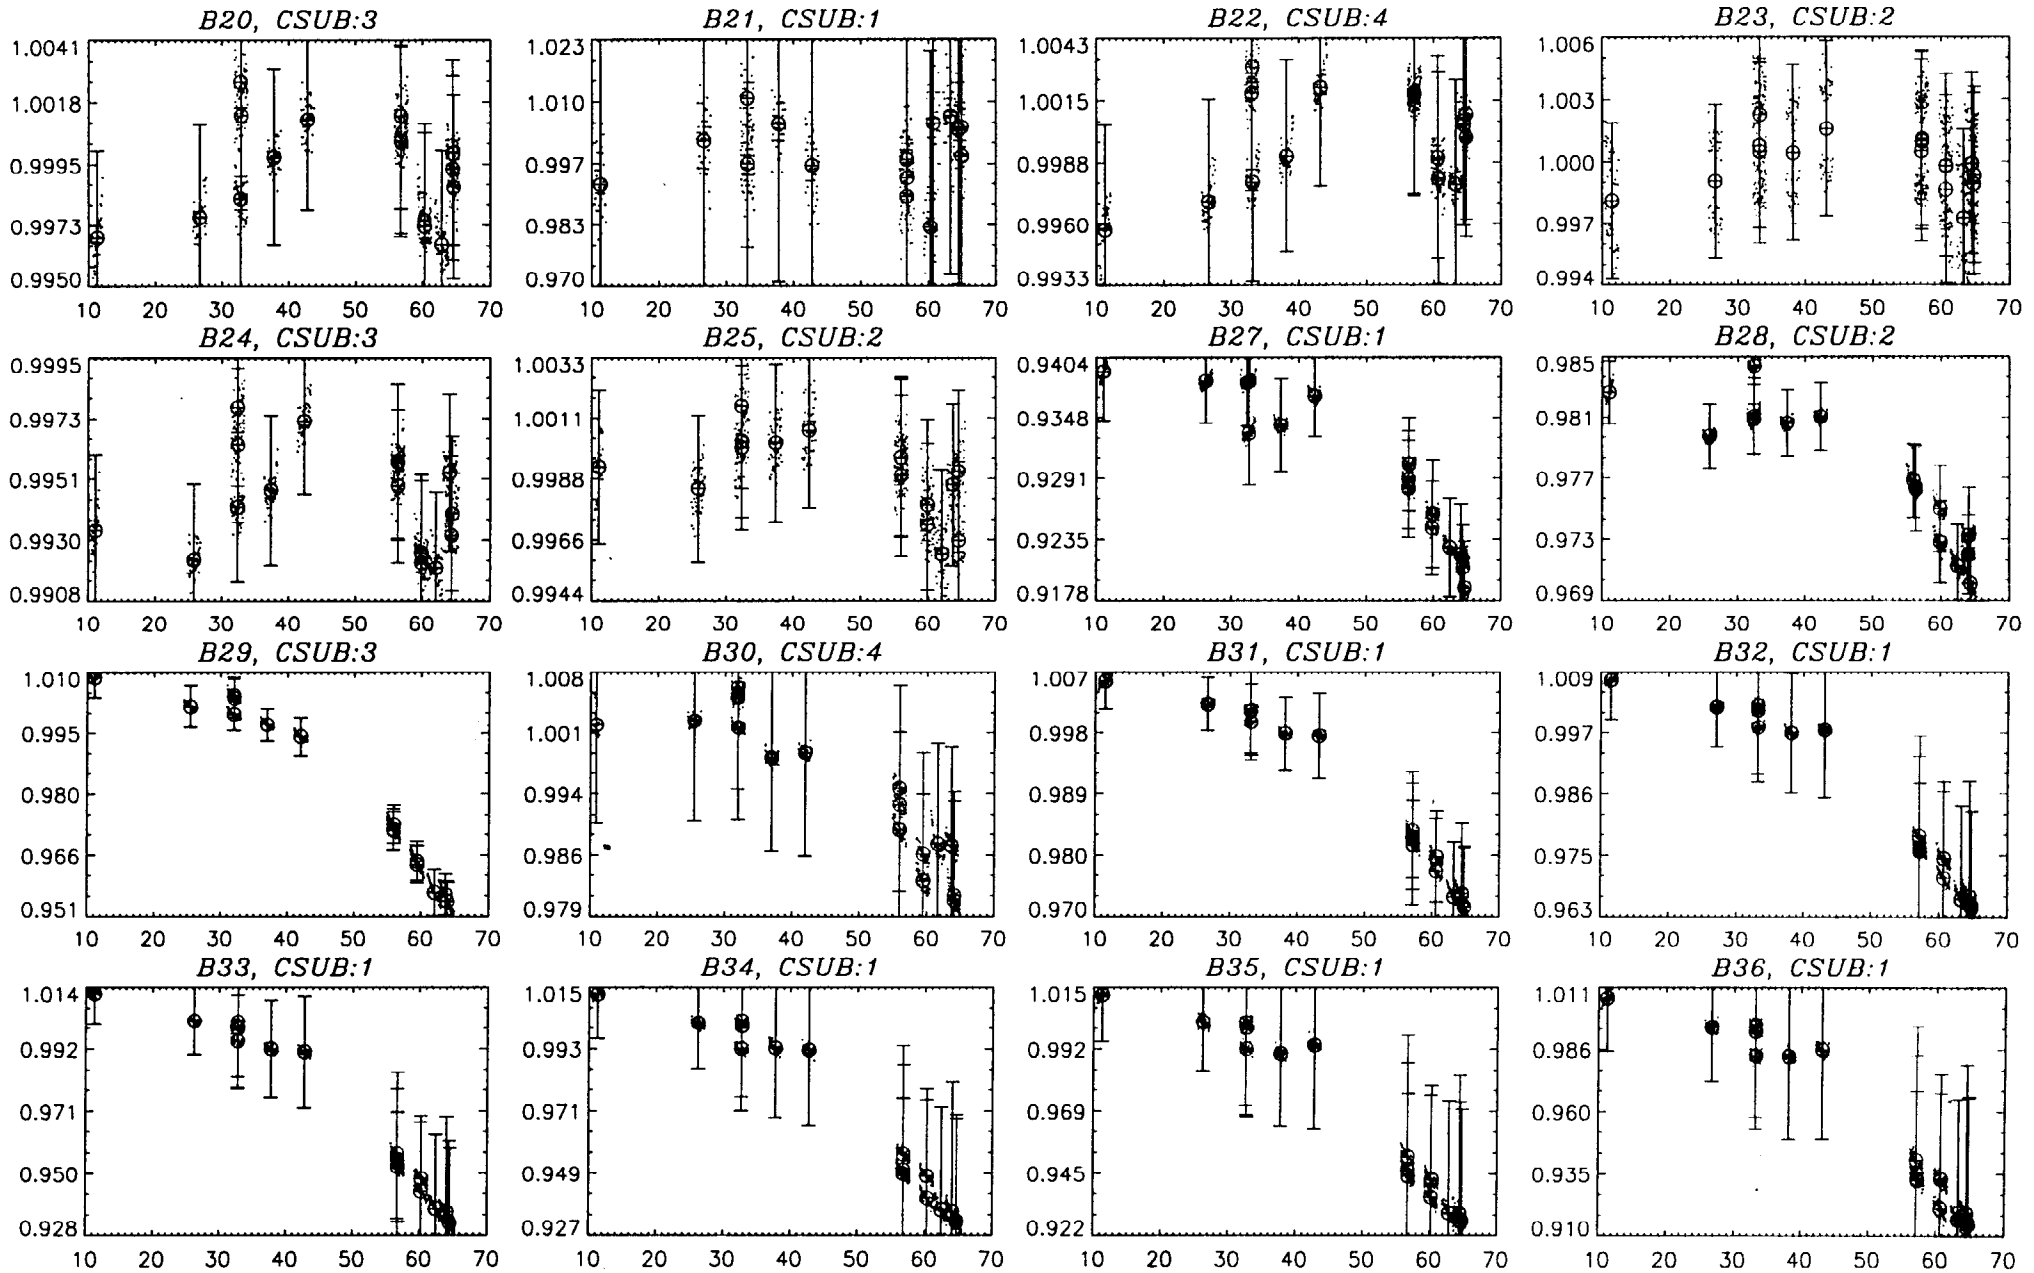 B20, CSUB:3
1.0041
1.0018
0.9995
0.9973
0.9950
10 20 30 40 50 60 70
B21, CSUB:1
1.023
1.010
0.997
0.983
0.970
10 20 30 40 50 60 70
B22, CSUB:4
1.0043
1.0015
0.9988
0.9960
0.9933
10 20 30 40 50 60 70
B23, CSUB:2
1.006
1.003
1.000
0.997
0.994
10 20 30 40 50 60 70
B24, CSUB:3
0.9995
0.9973
0.9951
0.9930
0.9908
10 20 30 40 50 60 70
B25, CSUB:2
1.0033
1.0011
0.9988
0.9966
0.9944
10 20 30 40 50 60 70
B27, CSUB:1
0.9404
0.9348
0.9291
0.9235
0.9178
10 20 30 40 50 60 70
B28, CSUB:2
0.985
0.981
0.977
0.973
0.969
10 20 30 40 50 60 70
B29, CSUB:3
1.010
0.995
0.980
0.966
0.951
10 20 30 40 50 60 70
B30, CSUB:4
1.008
1.001
0.994
0.986
0.979
10 20 30 40 50 60 70
B31, CSUB:1
1.007
0.998
0.989
0.980
0.970
10 20 30 40 50 60 70
B32, CSUB:1
1.009
0.997
0.986
0.975
0.963
10 20 30 40 50 60 70
B33, CSUB:1
1.014
0.992
0.971
0.950
0.928
10 20 30 40 50 60 70
B34, CSUB:1
1.015
0.993
0.971
0.949
0.927
10 20 30 40 50 60 70
B35, CSUB:1
1.015
0.992
0.969
0.945
0.922
10 20 30 40 50 60 70
B36, CSUB:1
1.011
0.986
0.960
0.935
0.910
10 20 30 40 50 60 70